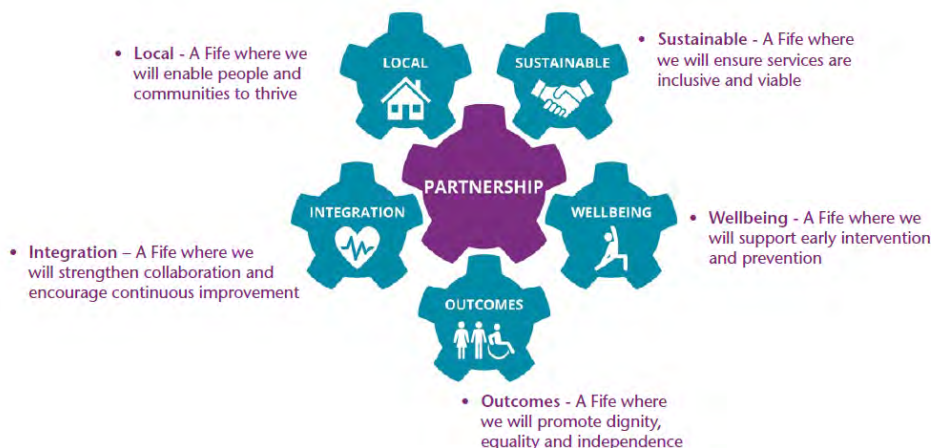 • Local - A Fife where we
will enable people and
communities to thrive
LOCAL
SUSTAINABLE
• Sustainable - A Fife where
we will ensure services are
inclusive and viable
PARTNERSHIP
INTEGRATION
WELLBEING
• Integration – A Fife where we
will strengthen collaboration and
encourage continuous improvement
• Wellbeing - A Fife where we
will support early intervention
and prevention
OUTCOMES
• Outcomes - A Fife where
we will promote dignity,
equality and independence